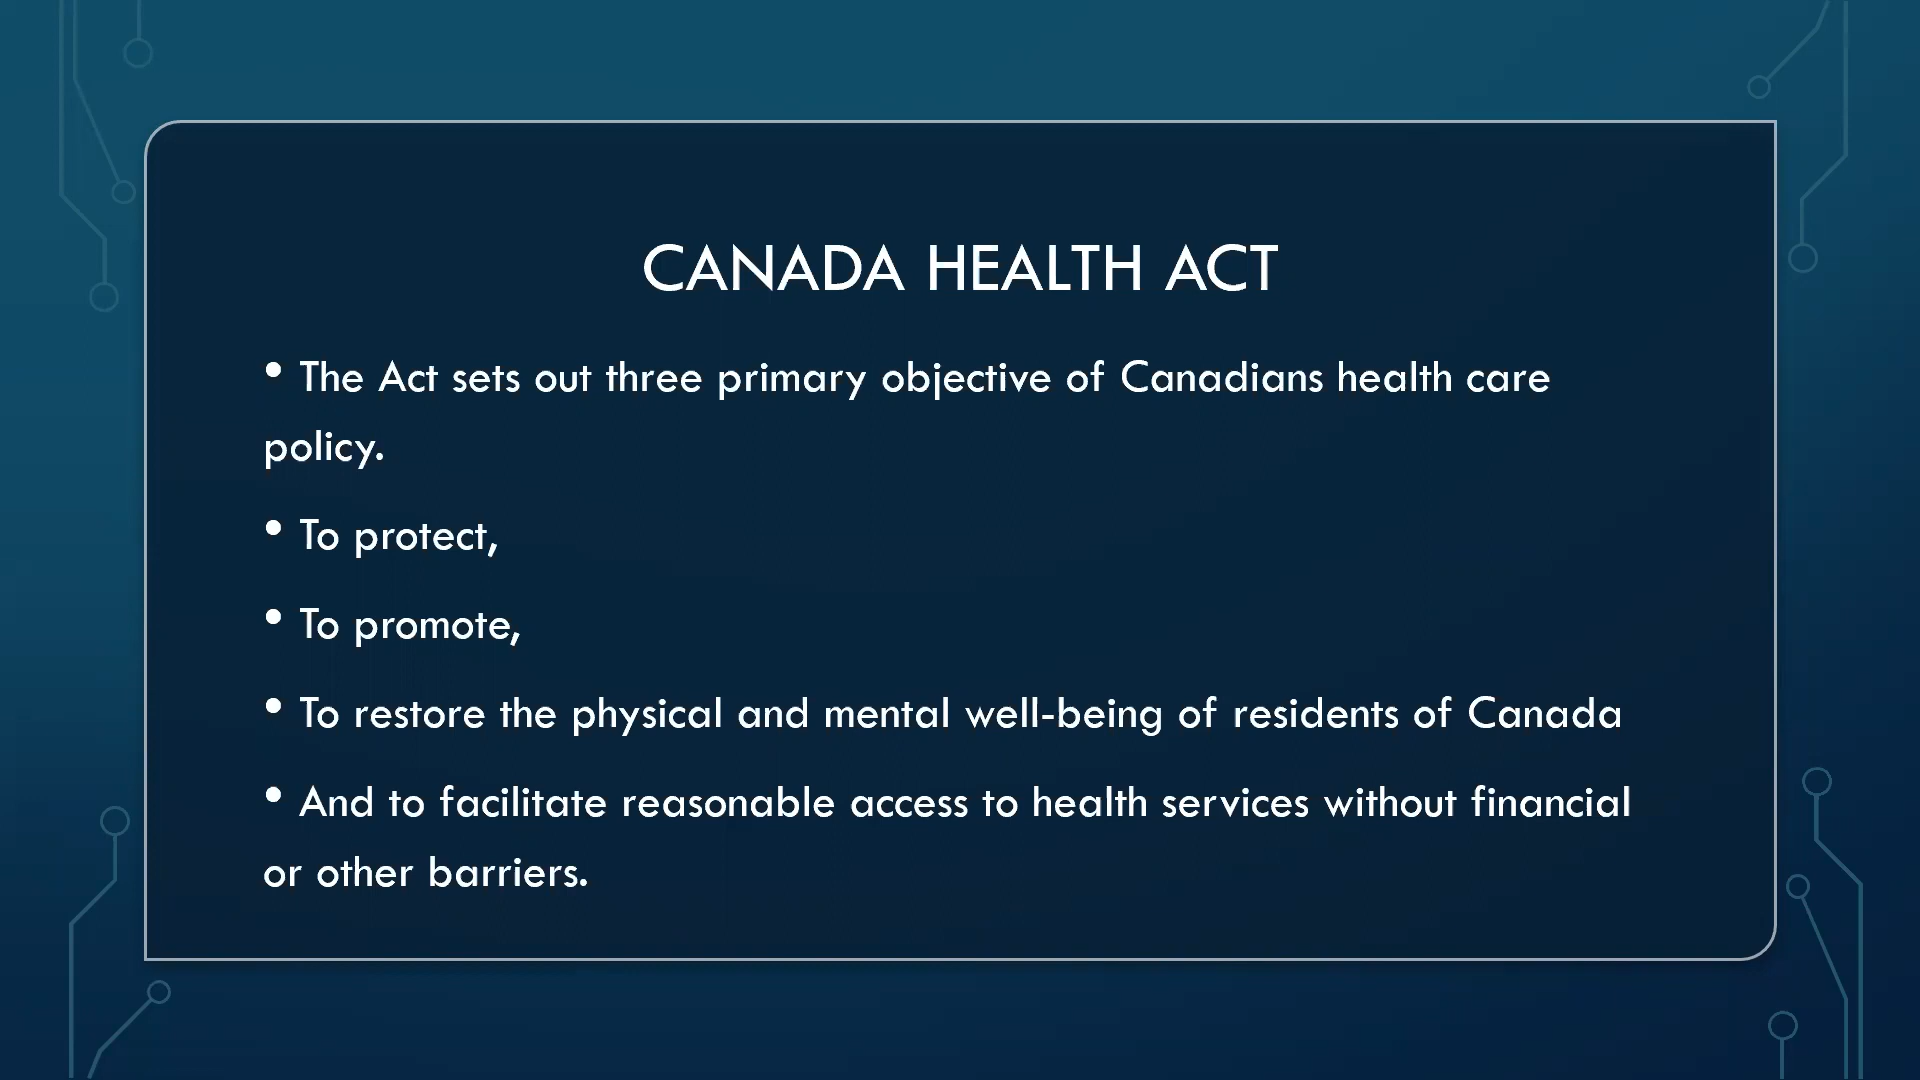 CANADA HEALTH ACT
• The Act sets out three primary objective of Canadians health care
policy.
• To protect,
• To promote,
• To restore the physical and mental well-being of residents of Canada
• And to facilitate reasonable access to health services without financial
or other barriers.